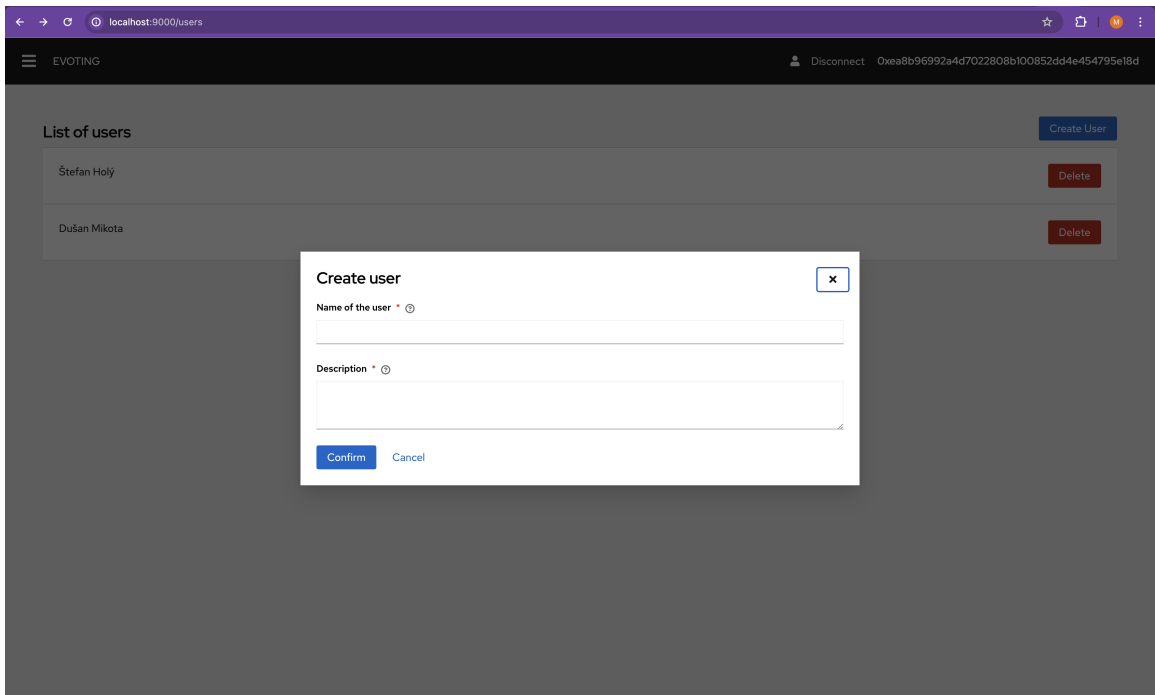 localhost:9000/users
M
EVOTING
Disconnect 0xea8b96992a4d7022808b100852dd4e454795e18d
List of users
Create User
Štefan Holý
Delete
Dušan Mikota
Delete
Create user
Name of the user *
Description *
Confirm Cancel